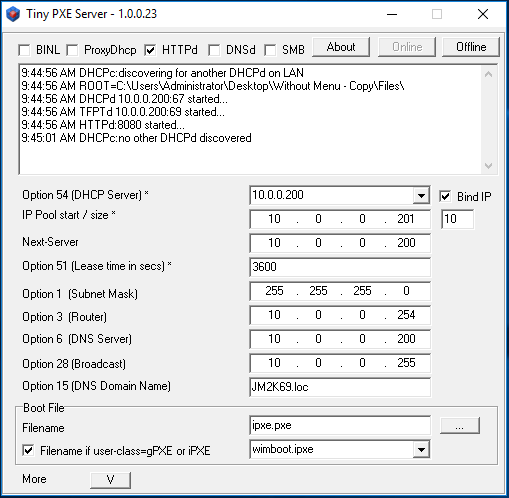 Tiny PXE Server - 1.0.0.23
BINL ProxyDhcp HTTPd DNSd SMB About Online Offline
9:44:56 AM DHCPc:discovering for another DHCPd on LAN
9:44:56 AM ROOT=C:\Users\Administrator\Desktop\Without Menu - Copy\Files\
9:44:56 AM DHCPd 10.0.0.200:67 started...
9:44:56 AM TFPTd 10.0.0.200:69 started...
9:44:56 AM HTTPd:8080 started...
9:45:01 AM DHCPc:no other DHCPd discovered
Option 54 (DHCP Server) * 10.0.0.200 Bind IP
IP Pool start / size * 10 . 0 . 0 . 201 10
Next-Server 10 . 0 . 0 . 200
Option 51 (Lease time in secs) * 3600
Option 1 (Subnet Mask) 255 . 255 . 255 . 0
Option 3 (Router) 10 . 0 . 0 . 254
Option 6 (DNS Server) 10 . 0 . 0 . 200
Option 28 (Broadcast) 10 . 0 . 0 . 255
Option 15 (DNS Domain Name) JM2K69.loc
Boot File
Filename ipxe.pxe ...
Filename if user-class=gPXE or iPXE wimboot.ipxe
More V